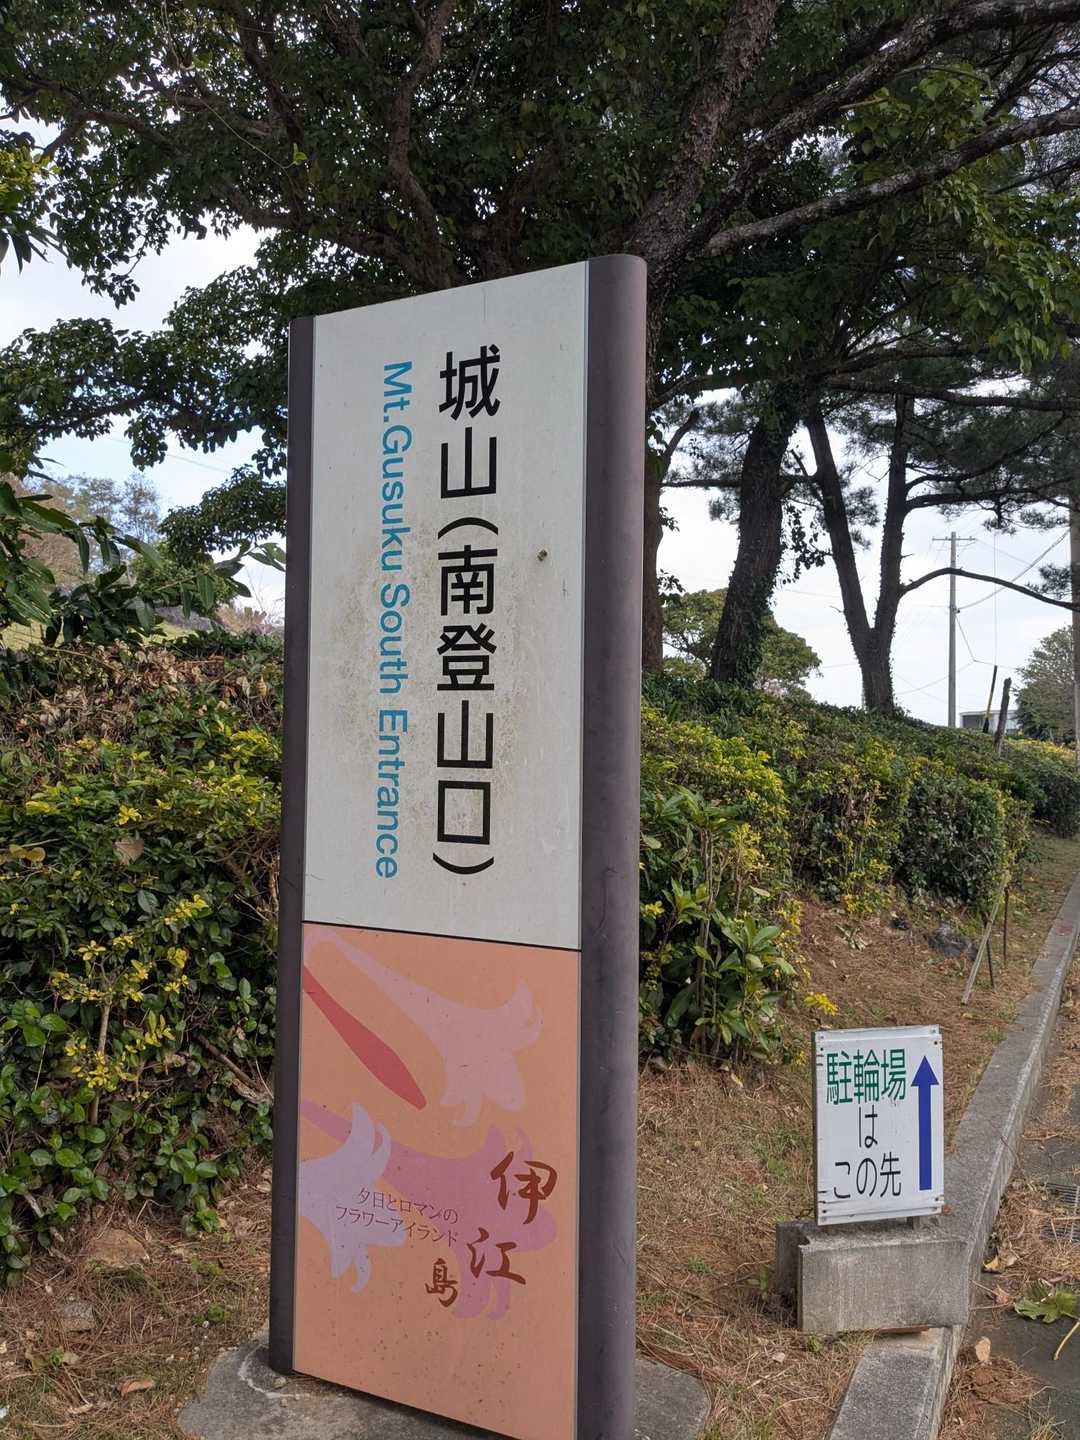 城山(南登山口)
Mt.Gusuku South Entrance
夕日とロマンの
フラワーアイランド
伊江島
駐輪場
は
この先